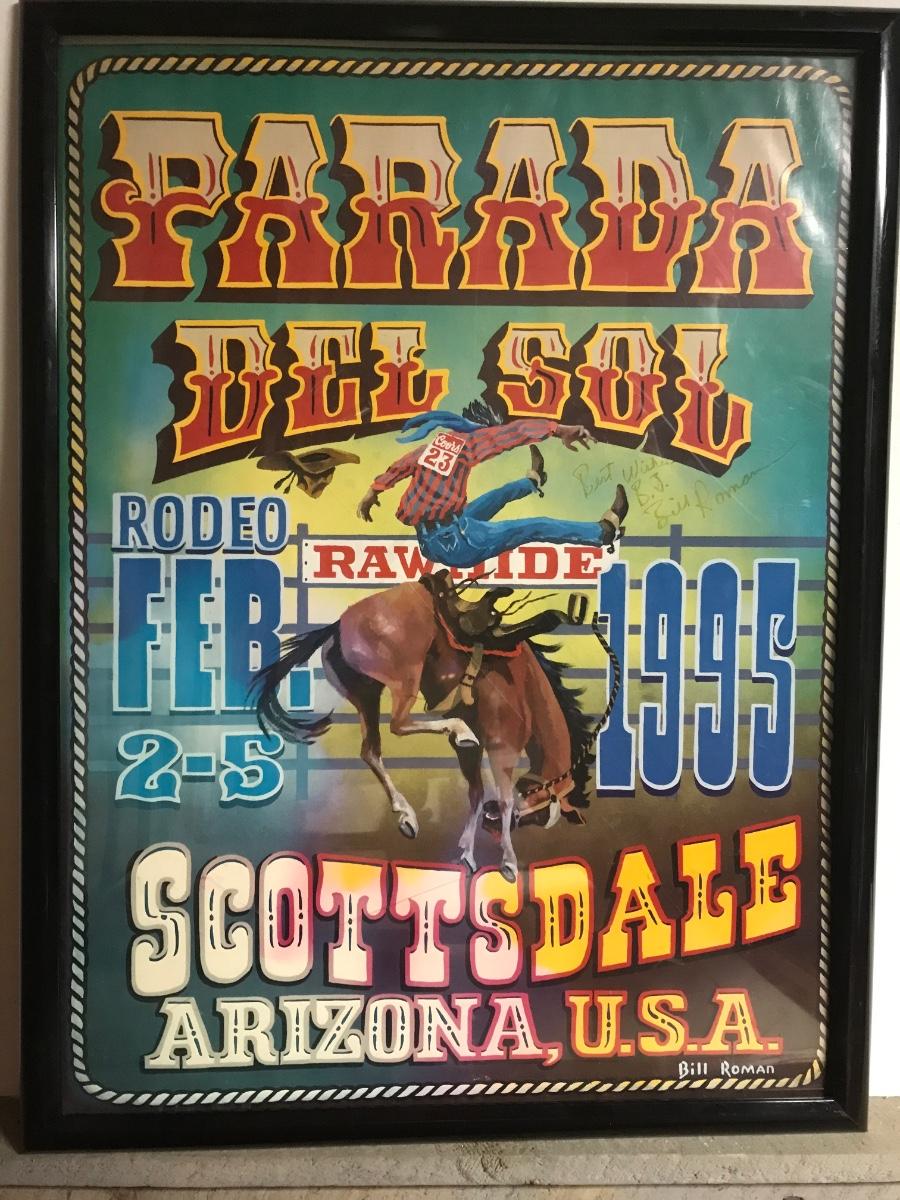 PARADA
DEL SOL
Coors
23
Best Wishes
B.J.
Bill Roman
RODEO
RAWHIDE
FEB. 1995
2-5
SCOTTSDALE
ARIZONA, U.S.A.
Bill Roman